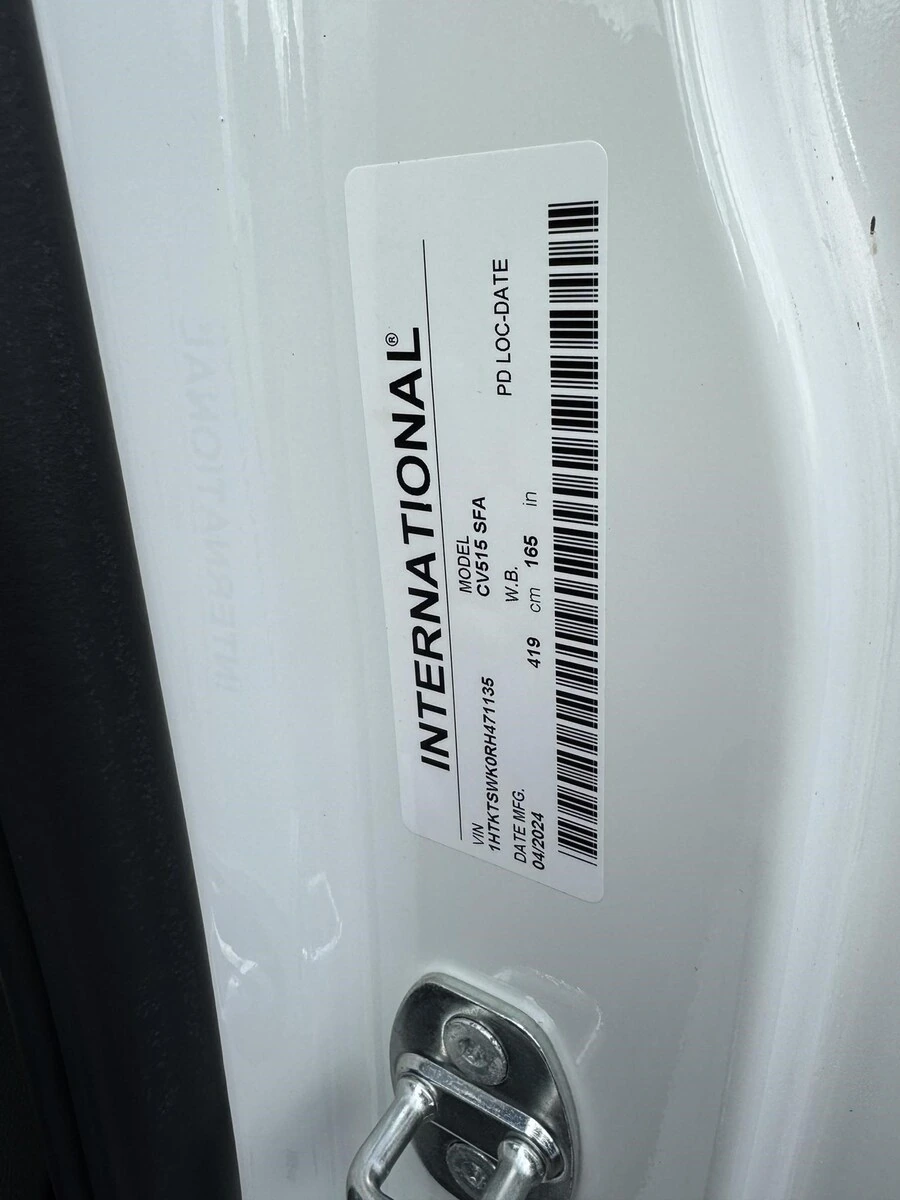 INTERNATIONAL®
VIN
1HTKTSWK0RH471135
MODEL
CV515 SFA
DATE MFG.
04/2024
W.B.
419 cm 165 in
PD LOC-DATE